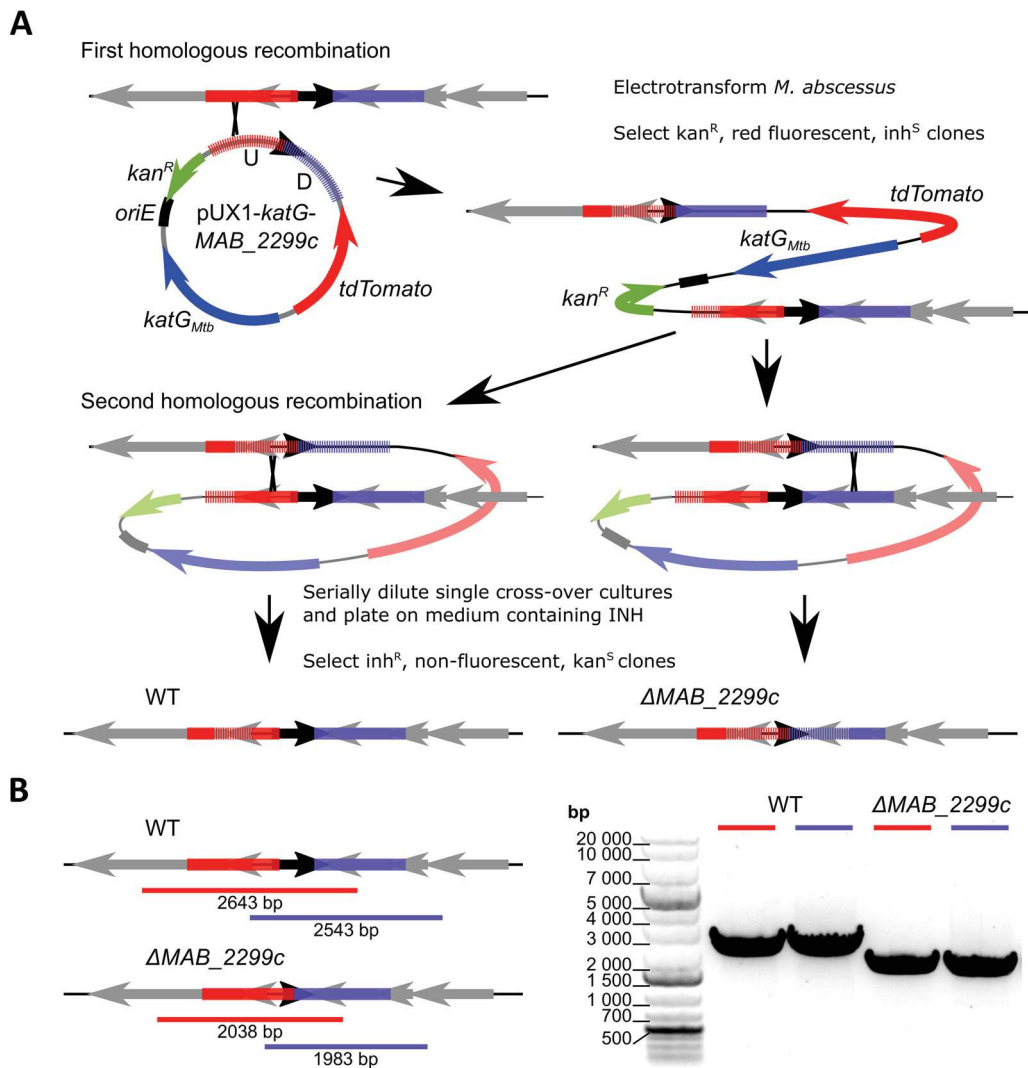 A
First homologous recombination
Electrotransform M. abscessus
Select kanR, red fluorescent, inhS clones
kanR
U
D
oriE
pUX1-katG-
MAB_2299c
tdTomato
katGMtb
tdTomato
katGMtb
kanR
Second homologous recombination
Serially dilute single cross-over cultures
and plate on medium containing INH
Select inhR, non-fluorescent, kanS clones
WT
ΔMAB_2299c
B
WT
2643 bp
2543 bp
ΔMAB_2299c
2038 bp
1983 bp
bp
WT
ΔMAB_2299c
20 000
10 000
7 000
5 000
4 000
3 000
2 000
1 500
1 000
700
500